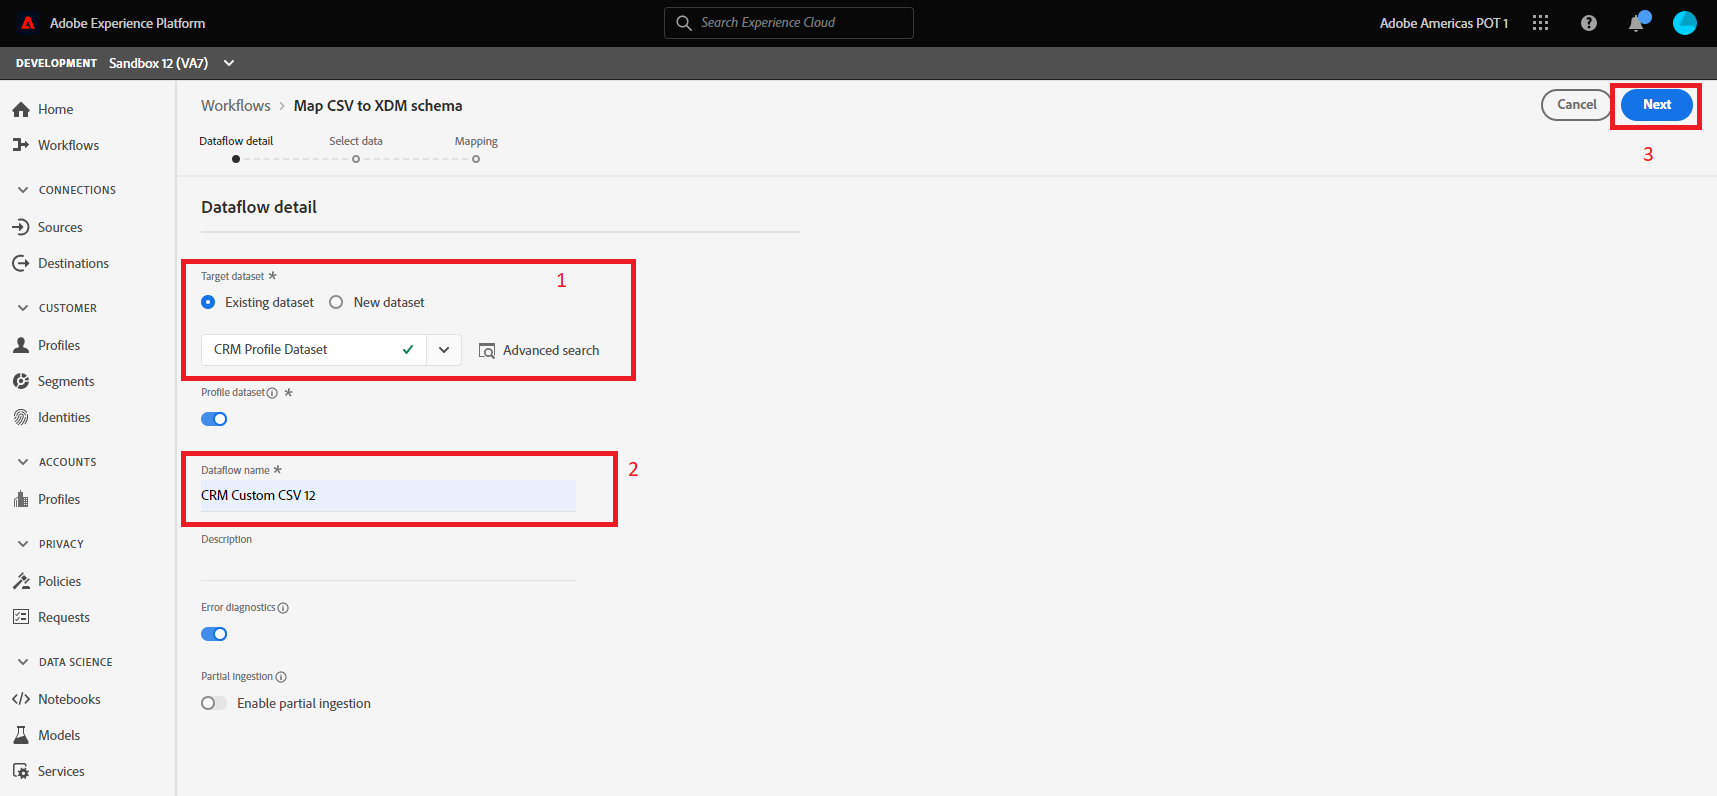 Adobe Experience Platform
Search Experience Cloud
Adobe Americas POT 1
DEVELOPMENT Sandbox 12 (VA7)
Home
Workflows
CONNECTIONS
Sources
Destinations
CUSTOMER
Profiles
Segments
Identities
ACCOUNTS
Profiles
PRIVACY
Policies
Requests
DATA SCIENCE
Notebooks
Models
Services
Workflows > Map CSV to XDM schema
Cancel
Next
3
Dataflow detail
Select data
Mapping
Dataflow detail
Target dataset *
1
Existing dataset
New dataset
CRM Profile Dataset
Advanced search
Profile dataset *
Dataflow name *
2
CRM Custom CSV 12
Description
Error diagnostics
Partial ingestion
Enable partial ingestion